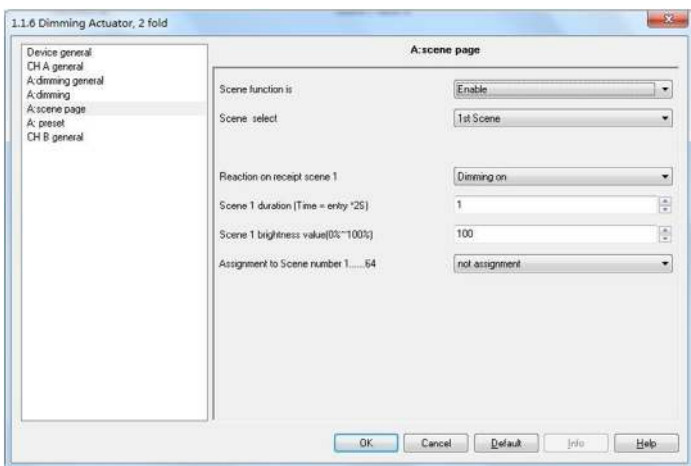 1.1.6 Dimming Actuator, 2 fold
Device general
CH A general
A:dimming general
A:dimming
A:scene page
A: preset
CH B general
A:scene page
Scene function is Enable
Scene select 1st Scene
Reaction on receipt scene 1 Dimming on
Scene 1 duration (Time = entry *2S) 1
Scene 1 brightness value(0%~100%) 100
Assignment to Scene number 1......64 not assignment
OK Cancel Default Info Help